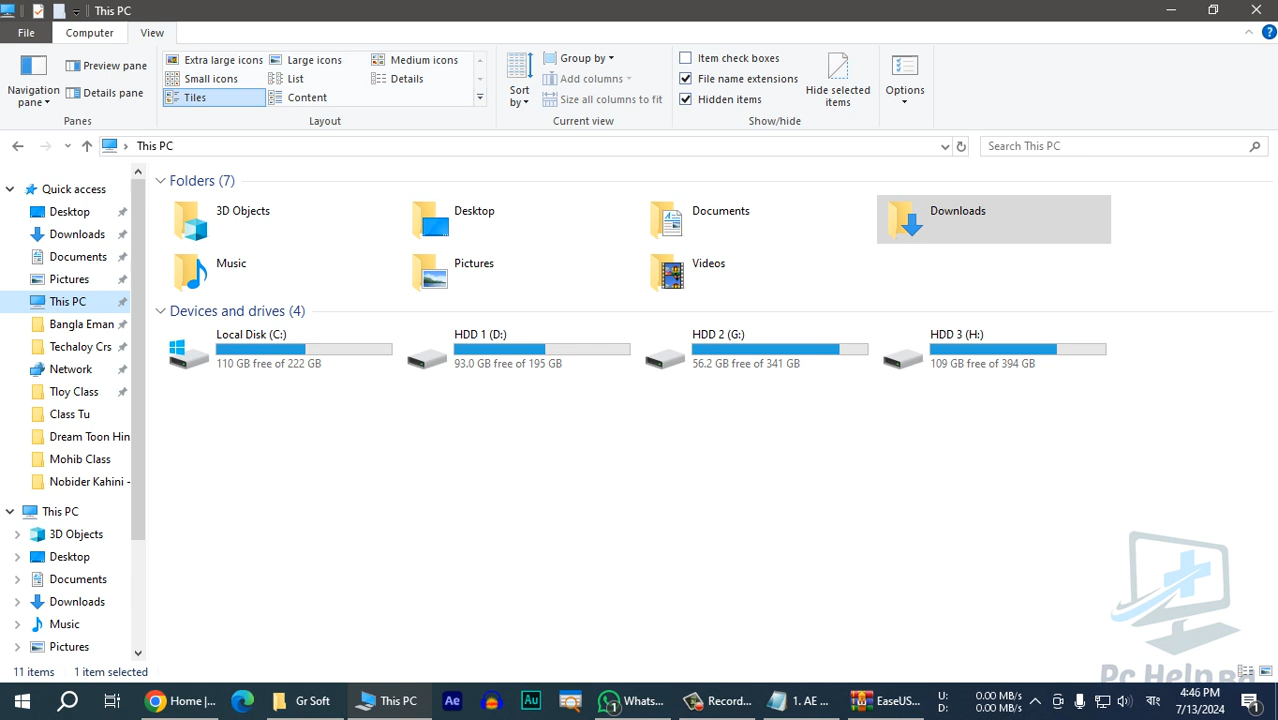 This PC
File
Computer
View
Navigation pane
Preview pane
Details pane
Panes
Extra large icons
Large icons
Medium icons
Small icons
List
Details
Tiles
Content
Layout
Sort by
Group by
Add columns
Size all columns to fit
Current view
Item check boxes
File name extensions
Hidden items
Hide selected items
Show/hide
Options
This PC
Search This PC
Quick access
Desktop
Downloads
Documents
Pictures
This PC
Bangla Eman
Techaloy Crs
Network
Tloy Class
Class Tu
Dream Toon Hin
Mohib Class
Nobider Kahini -
This PC
3D Objects
Desktop
Documents
Downloads
Music
Pictures
Folders (7)
3D Objects
Desktop
Documents
Downloads
Music
Pictures
Videos
Devices and drives (4)
Local Disk (C:)
110 GB free of 222 GB
HDD 1 (D:)
93.0 GB free of 195 GB
HDD 2 (G:)
56.2 GB free of 341 GB
HDD 3 (H:)
109 GB free of 394 GB
11 items
1 item selected
Pc Help
Home |...
Gr Soft
This PC
Ae
Au
1
Whats...
Record...
1. AE ...
EaseUS...
U: 0.00 MB/s
D: 0.00 MB/s
বাং
4:46 PM
7/13/2024
1